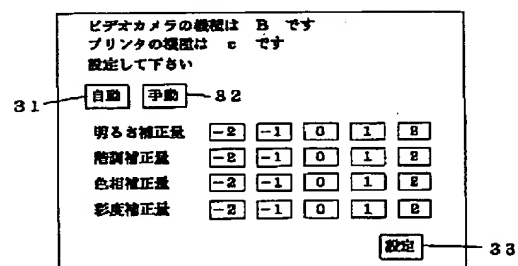 ビデオカメラの機種は B です
プリンタの機種は c です
設定して下さい
31 自動 手動 32
明るさ補正量 -2 -1 0 1 2
階調補正量 -2 -1 0 1 2
色相補正量 -2 -1 0 1 2
彩度補正量 -2 -1 0 1 2
設定 33